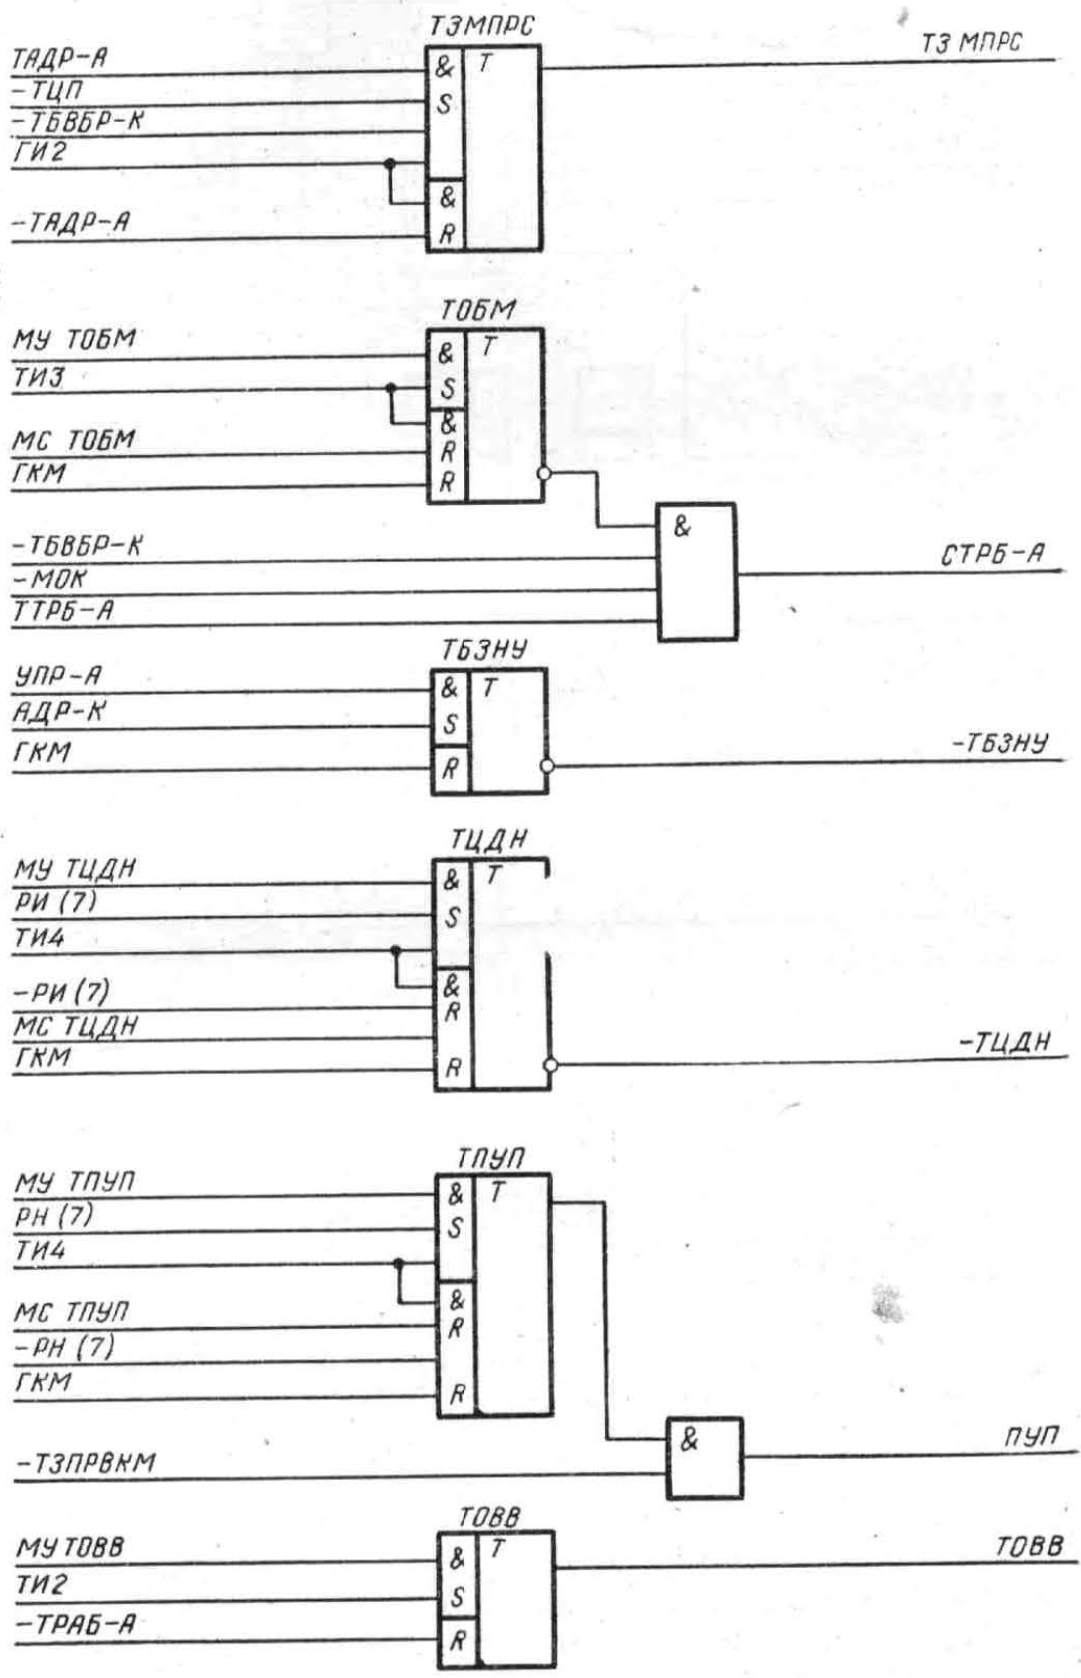 ТЗМПРС
ТАДР-А
& Т
ТЗ МПРС
-ТЦП
S
-ТБВБР-К
ГИ2
&
-ТАДР-А
R
ТОБМ
МУ ТОБМ
& Т
ТИ3
S
&
МС ТОБМ
R
ГКМ
R
&
-ТБВБР-К
СТРБ-А
-МОК
ТТРБ-А
ТБЗНУ
УПР-А
& Т
АДР-К
S
ГКМ
R
-ТБЗНУ
ТЦДН
МУ ТЦДН
& Т
РИ (7)
S
ТИ4
&
-РИ (7)
R
МС ТЦДН
ГКМ
R
-ТЦДН
ТПУП
МУ ТПУП
& Т
РН (7)
S
ТИ4
&
МС ТПУП
R
-РН (7)
ГКМ
R
&
ПУП
-ТЗПРВКМ
ТОВВ
МУ ТОВВ
& Т
ТОВВ
ТИ2
S
-ТРАБ-А
R